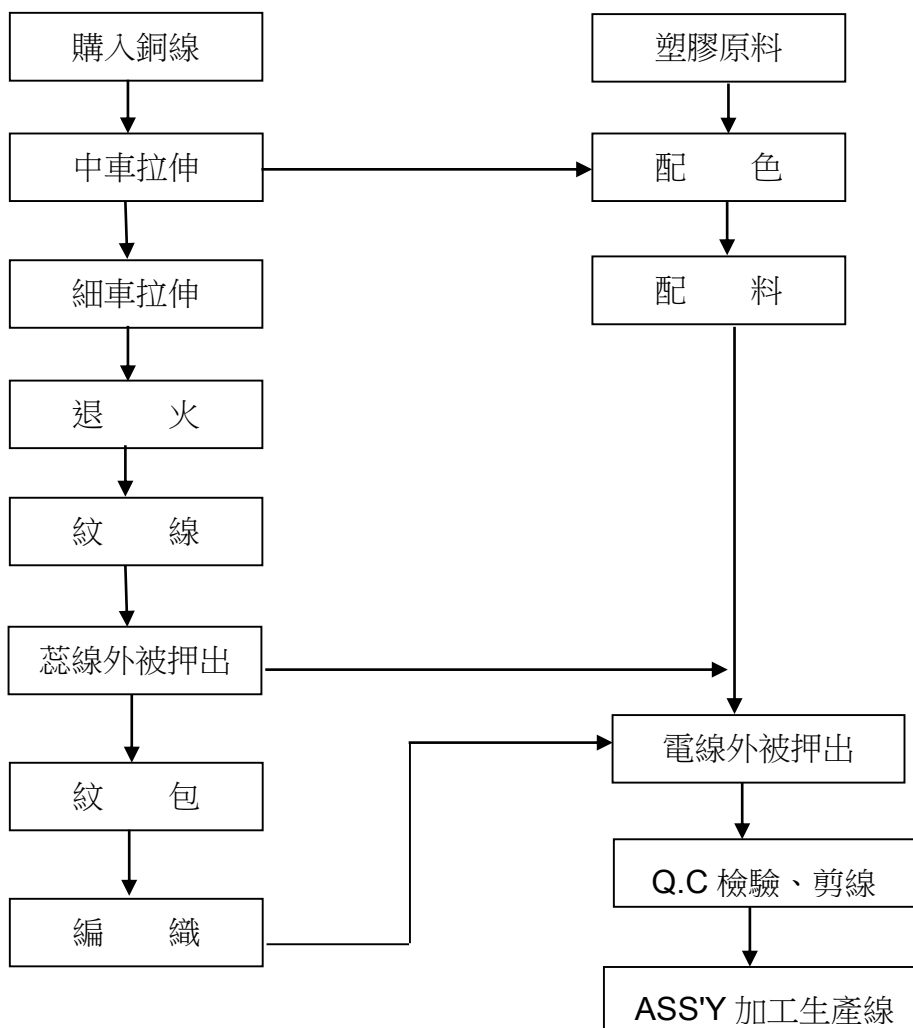 購入銅線
中車拉伸
細車拉伸
退 火
紋 線
蕊線外被押出
紋 包
編 織
塑膠原料
配 色
配 料
電線外被押出
Q.C 檢驗、剪線
ASS'Y 加工生產線